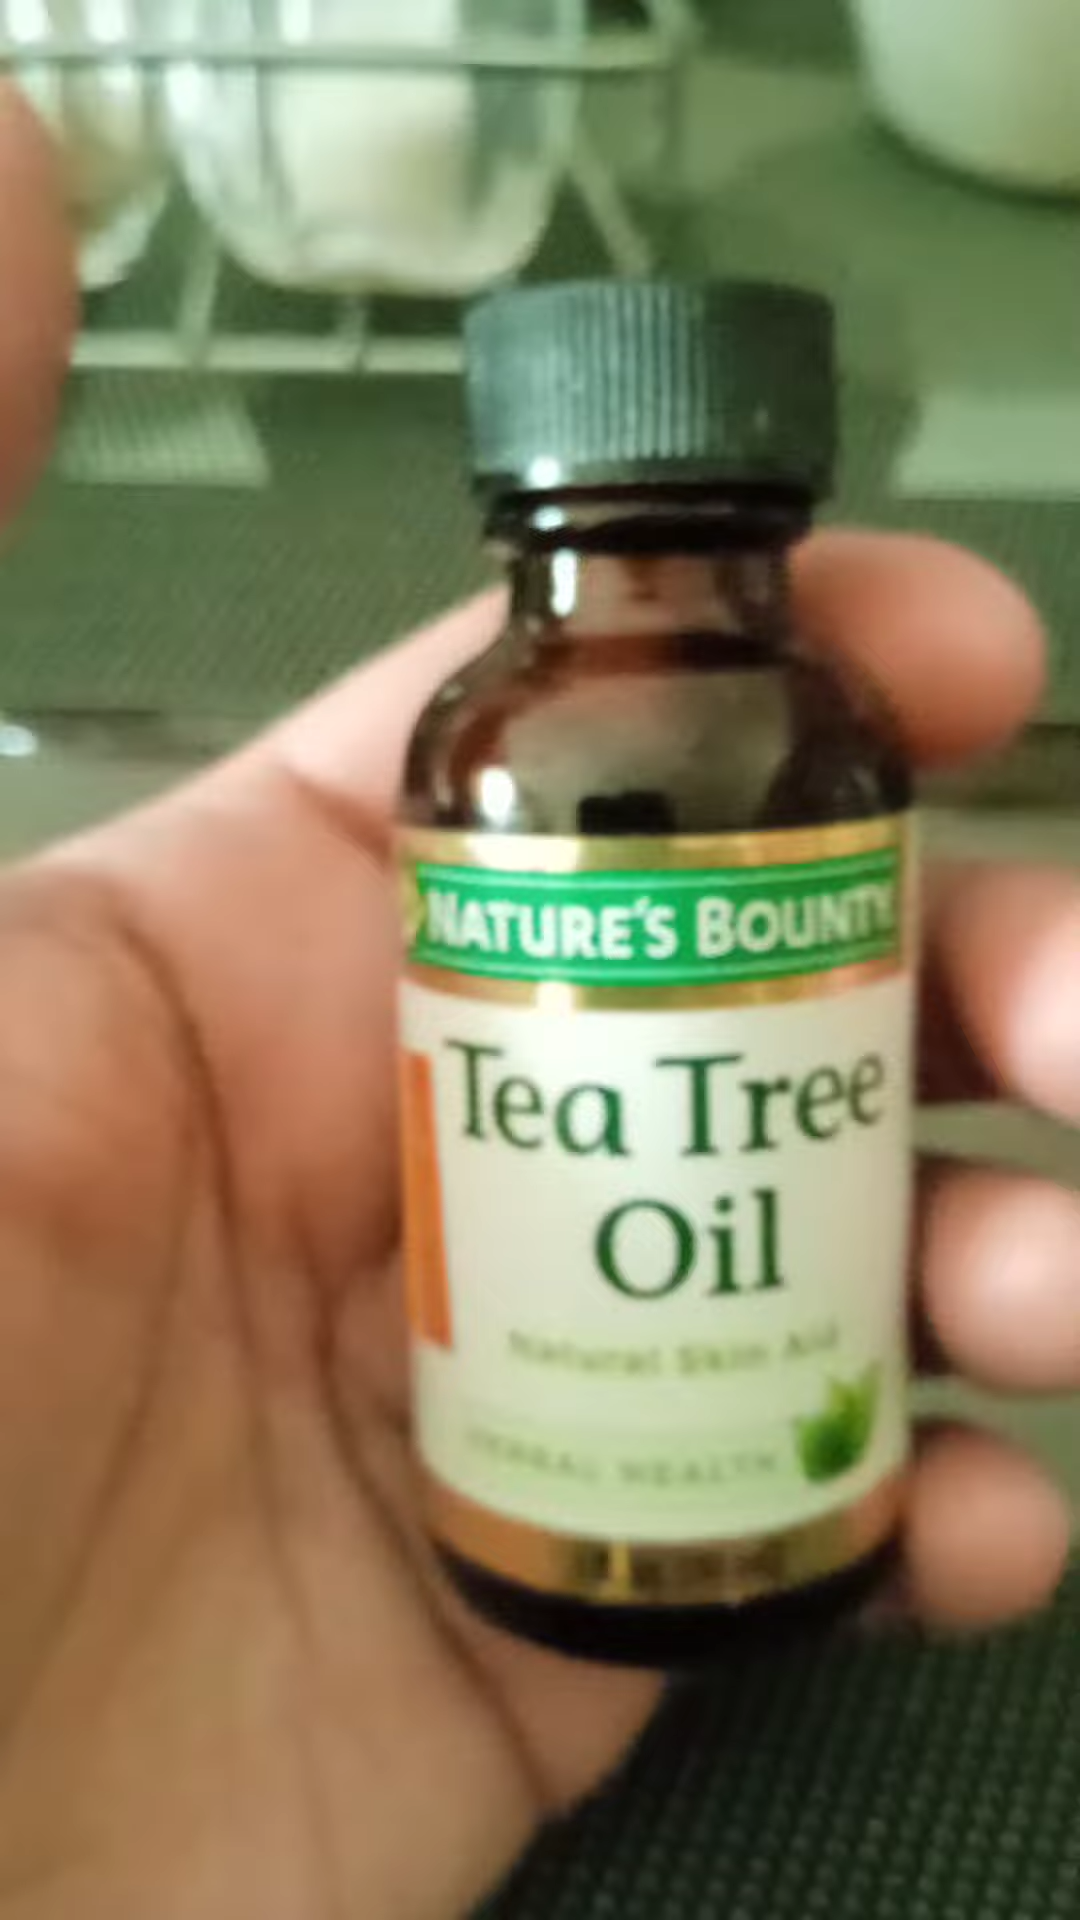 NATURE'S BOUNTY
Tea Tree
Oil
Natural Skin Aid
HERBAL HEALTH